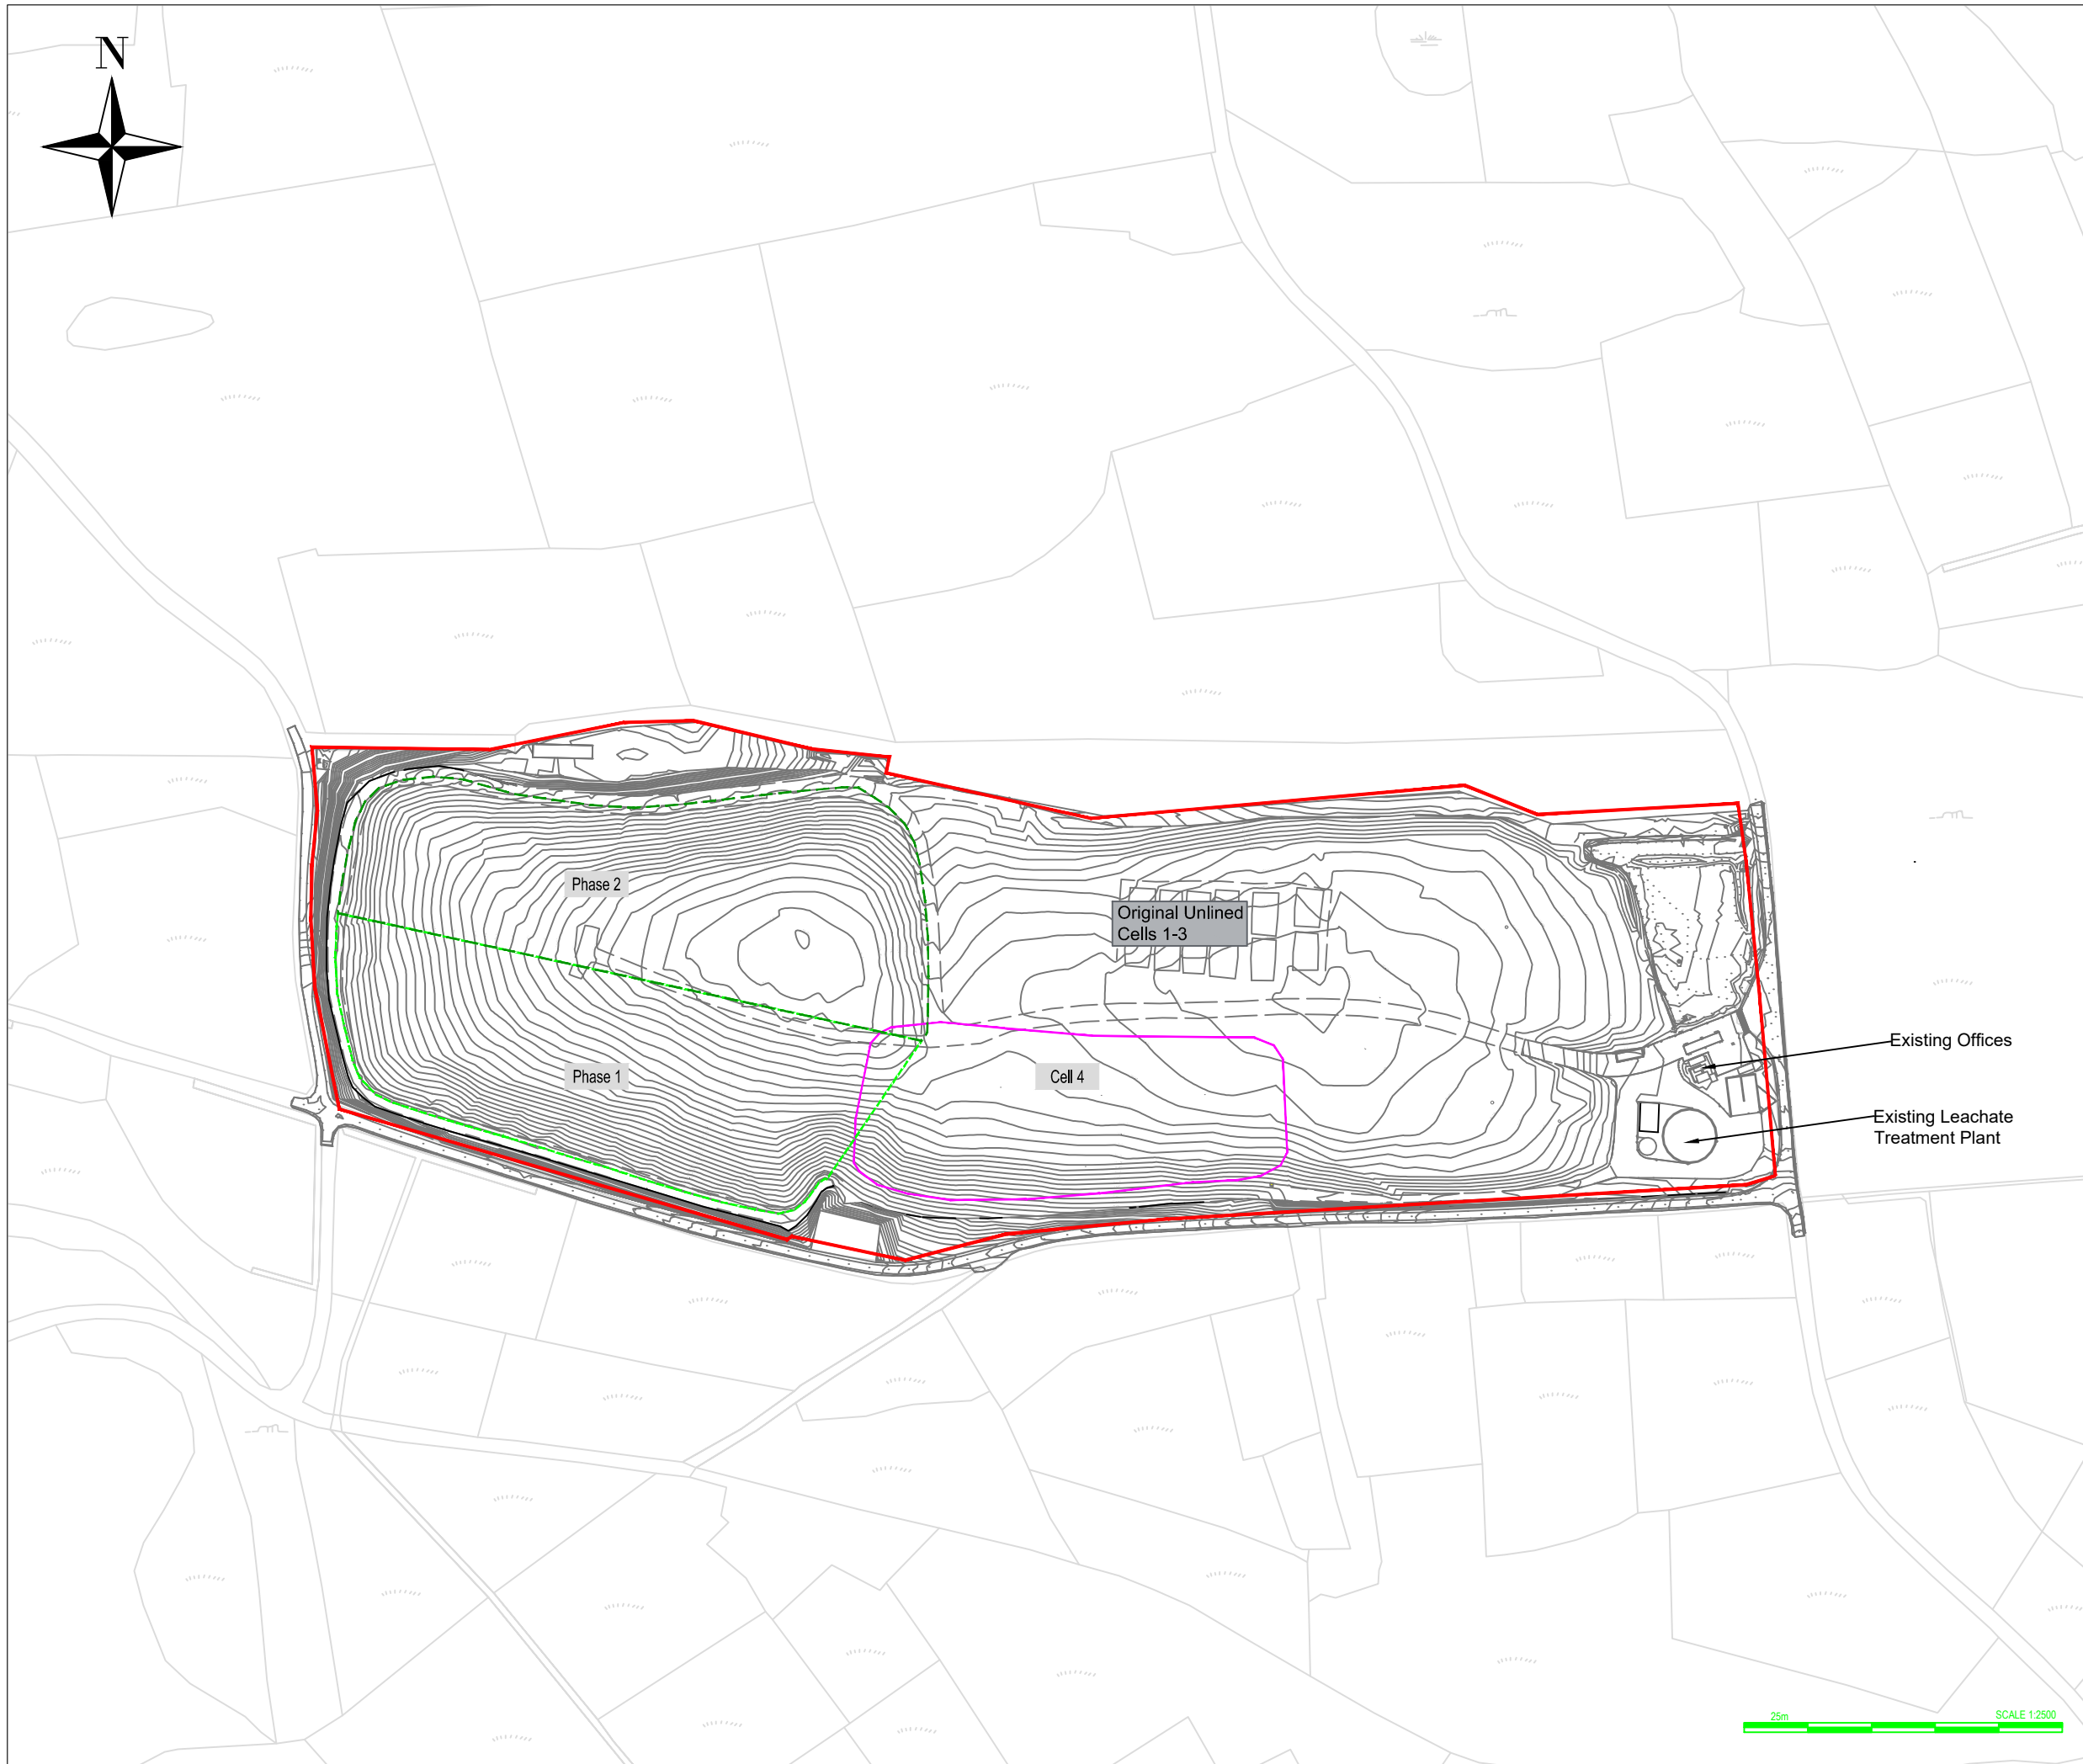 N
Phase 2
Original Unlined
Cells 1-3
Existing Offices
Phase 1
Cell 4
Existing Leachate
Treatment Plant
25m
SCALE 1:2500